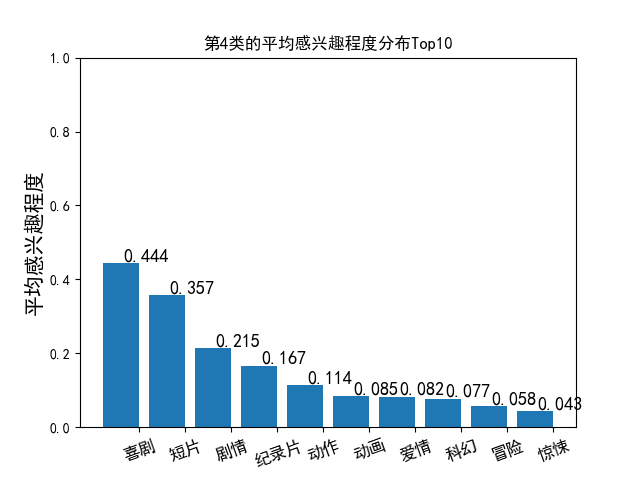 第4类的平均感兴趣程度分布Top10
平均感兴趣程度
1.0
0.8
0.6
0.4
0.2
0.0
0.444
0.357
0.215
0.167
0.114
0.085
0.082
0.077
0.058
0.043
喜剧
短片
剧情
纪录片
动作
动画
爱情
科幻
冒险
惊悚